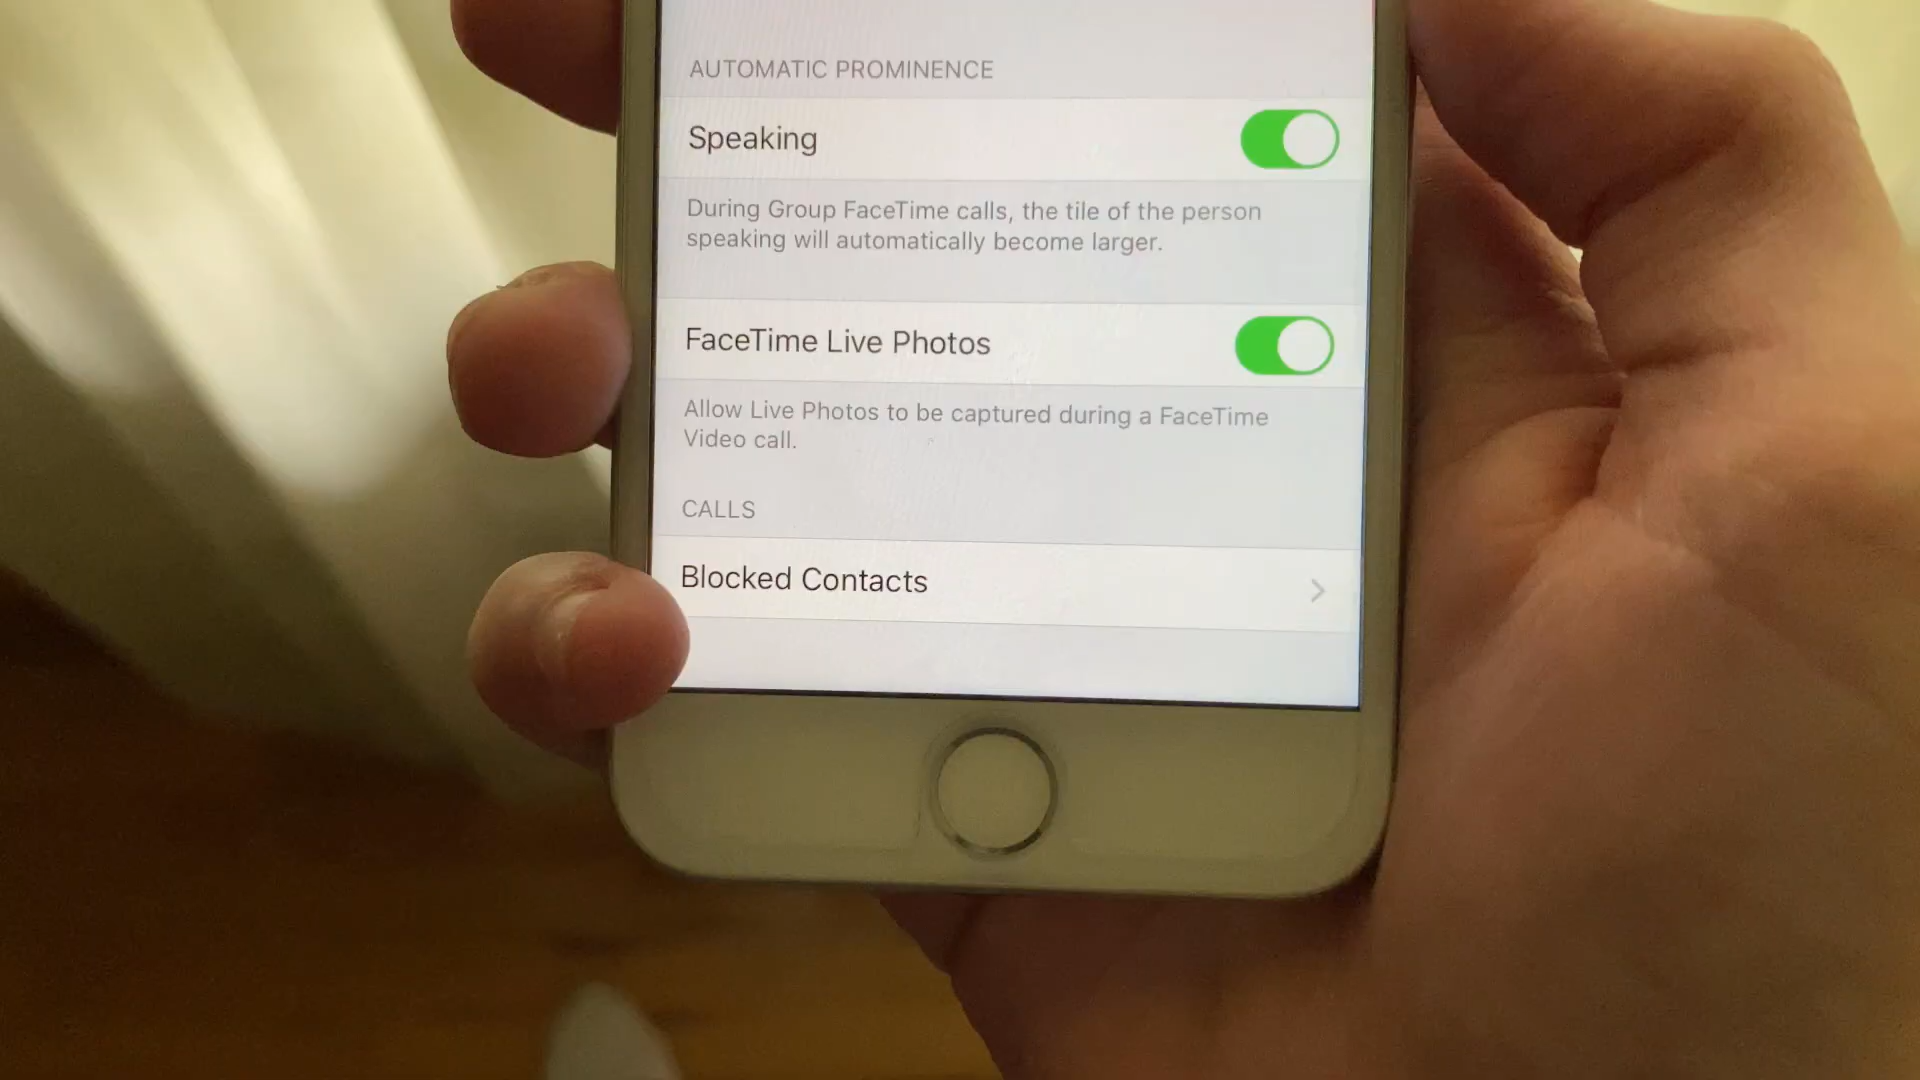 AUTOMATIC PROMINENCE
Speaking
During Group FaceTime calls, the tile of the person
speaking will automatically become larger.
FaceTime Live Photos
Allow Live Photos to be captured during a FaceTime
Video call.
CALLS
Blocked Contacts